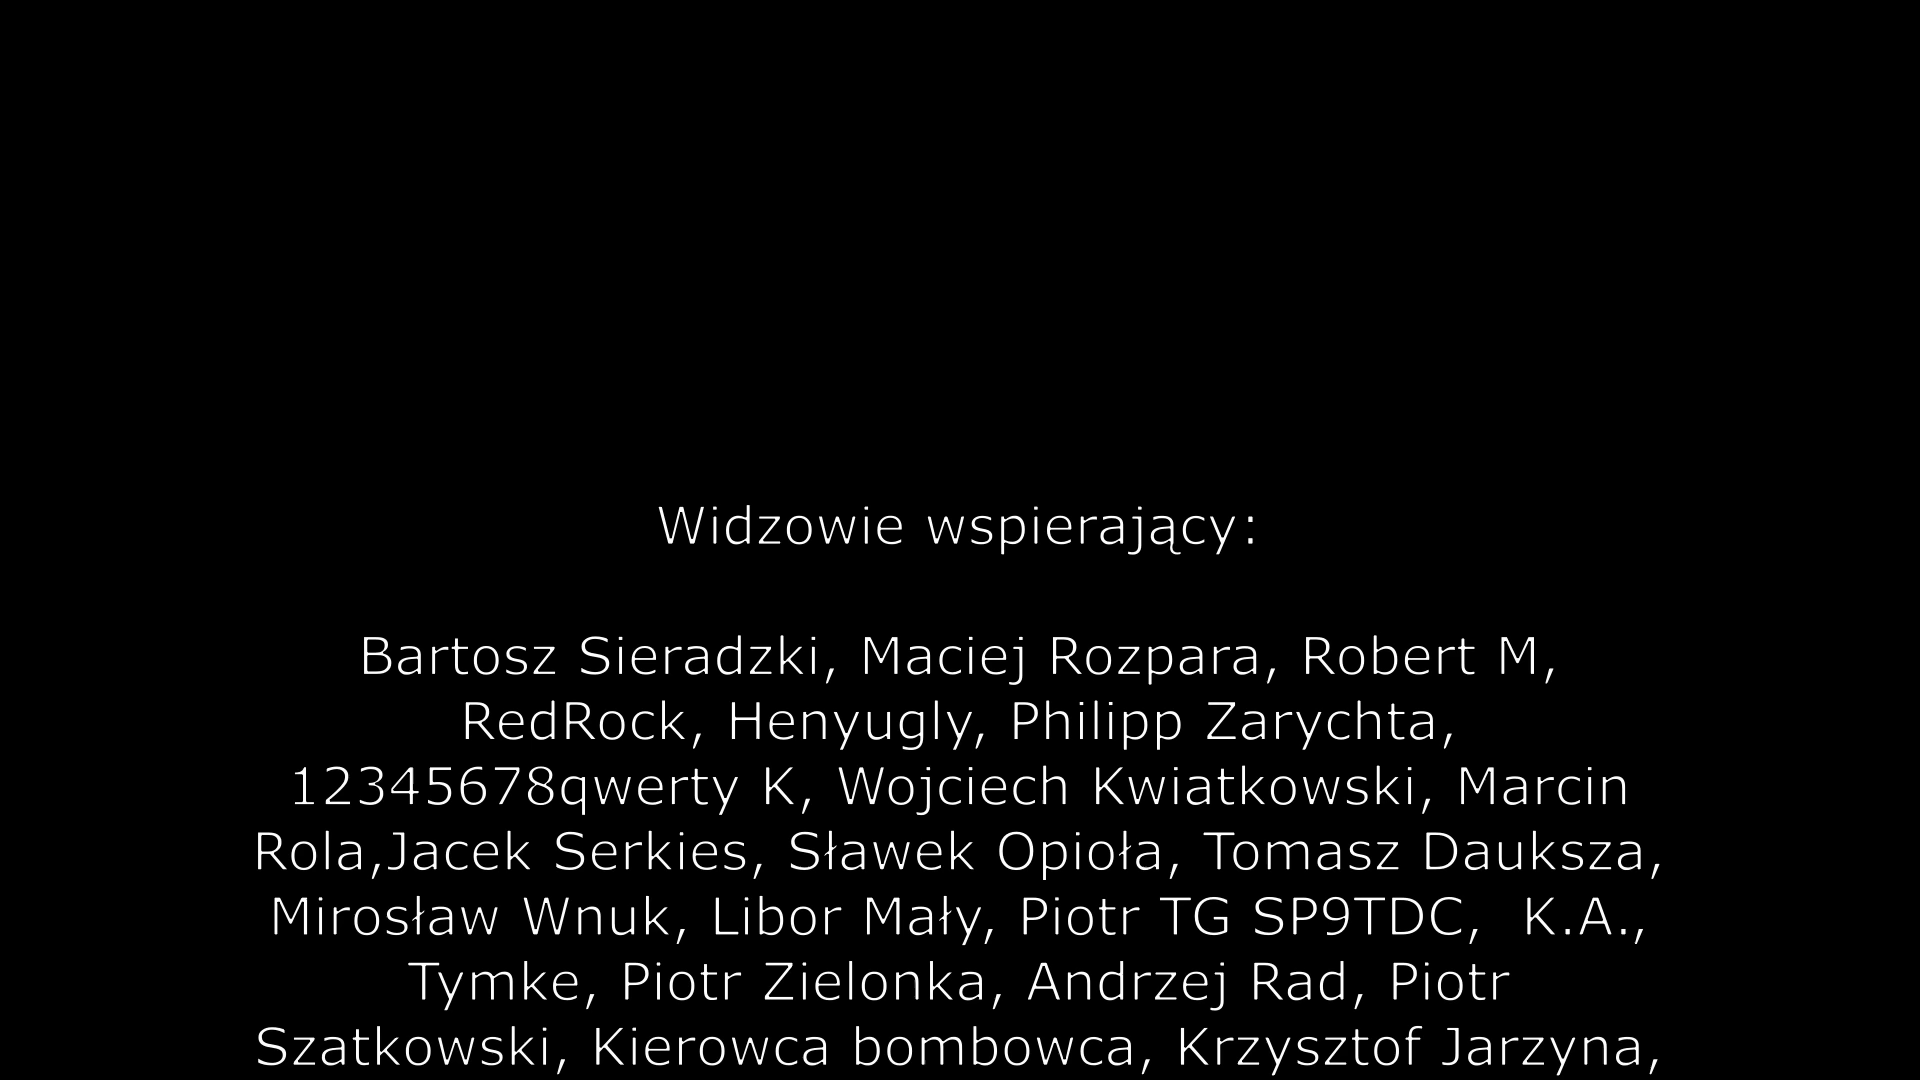 Widzowie wspierający:
Bartosz Sieradzki, Maciej Rozpara, Robert M,
RedRock, Henyugly, Philipp Zarychta,
12345678qwerty K, Wojciech Kwiatkowski, Marcin
Rola,Jacek Serkies, Sławek Opioła, Tomasz Dauksza,
Mirosław Wnuk, Libor Mały, Piotr TG SP9TDC,  K.A.,
Tymke, Piotr Zielonka, Andrzej Rad, Piotr
Szatkowski, Kierowca bombowca, Krzysztof Jarzyna,